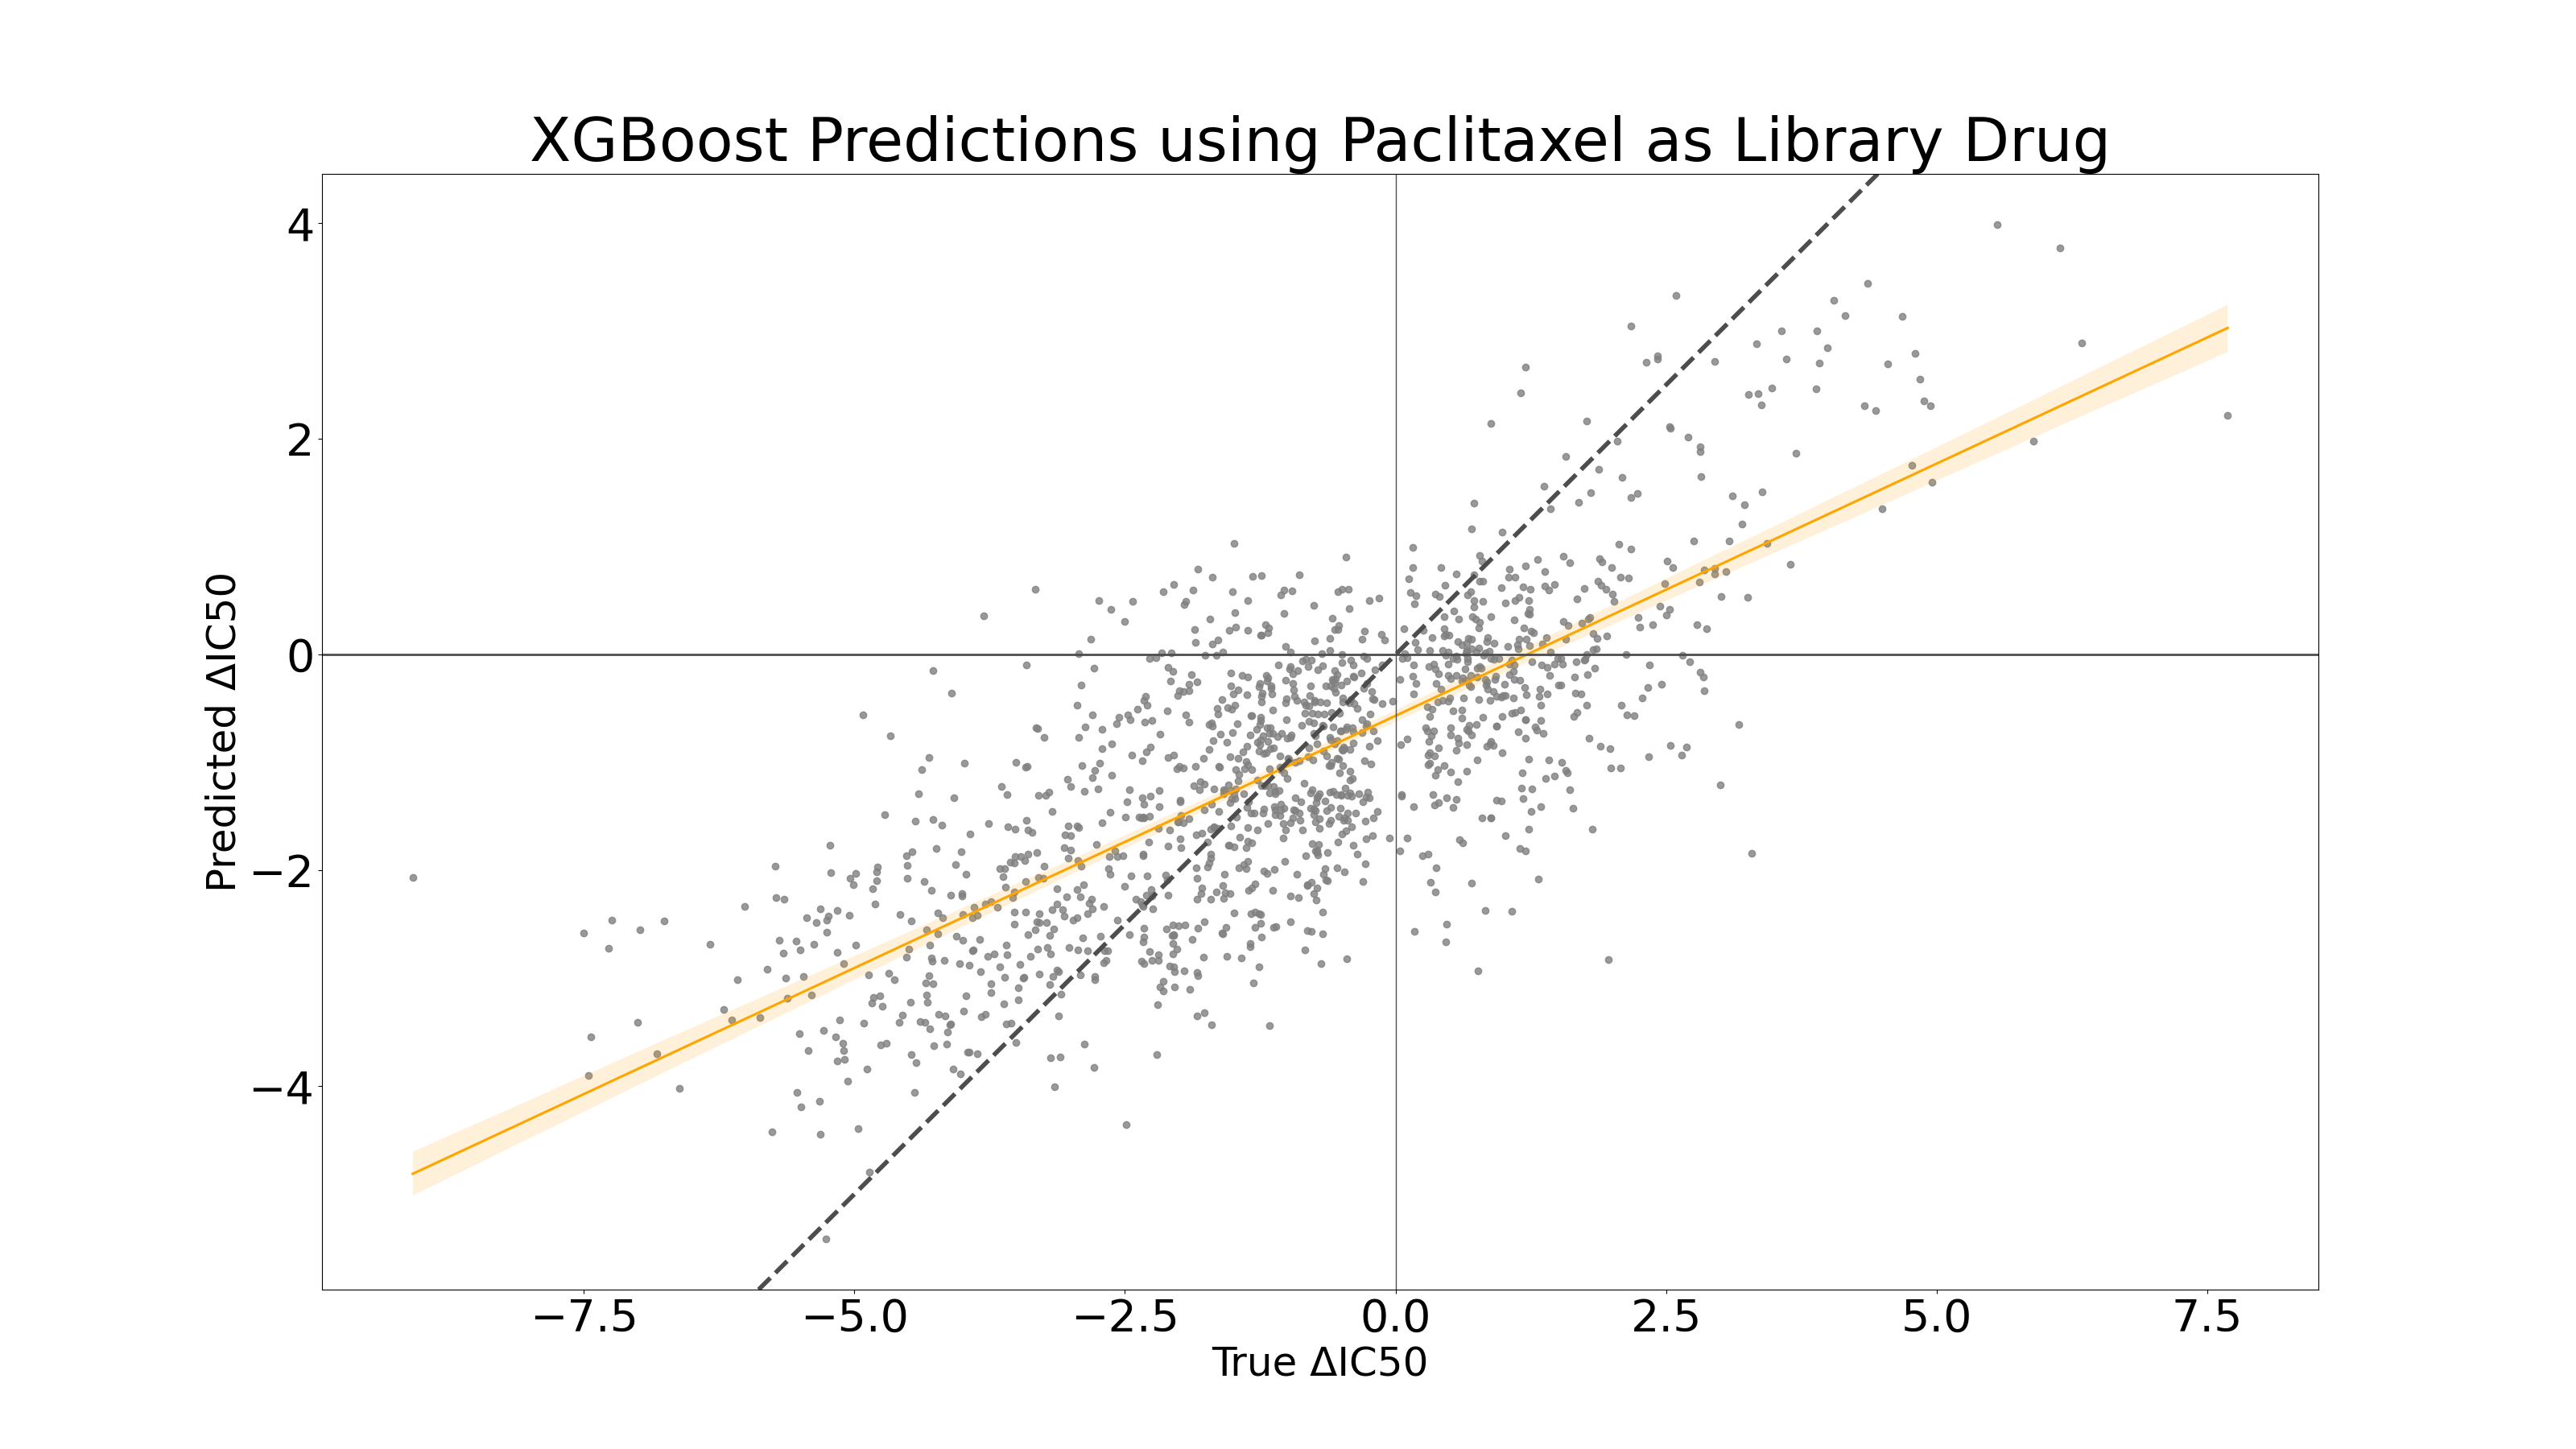 XGBoost Predictions using Paclitaxel as Library Drug
Predicted ΔIC50
4
2
0
−2
−4
−7.5 −5.0 −2.5 0.0 2.5 5.0 7.5
True ΔIC50